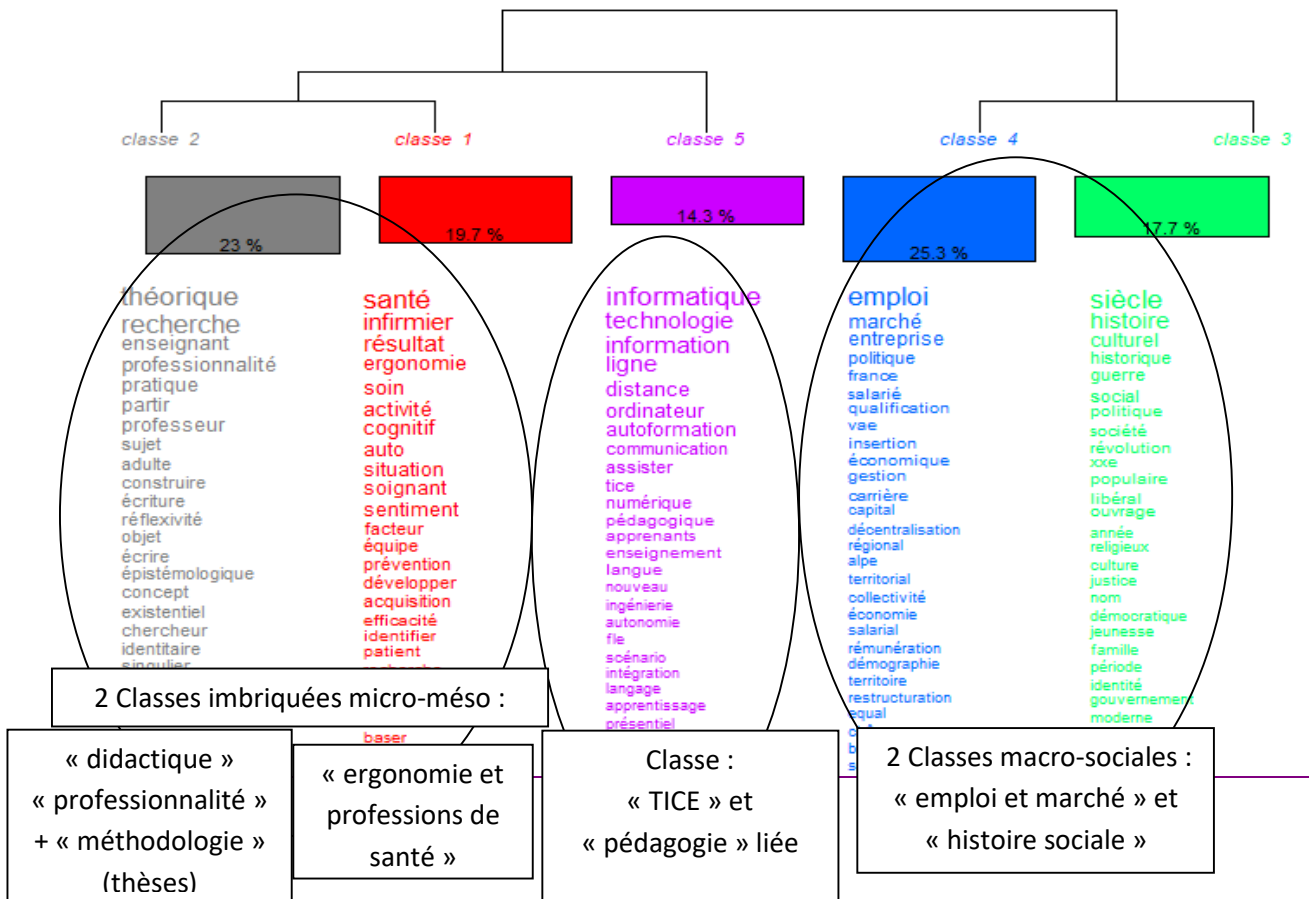 classe 2
classe 1
classe 5
classe 4
classe 3
23 %
19.7 %
14.3 %
25.3 %
17.7 %
théorique
recherche
enseignant
professionnalité
pratique
partir
professeur
sujet
adulte
construire
écriture
réflexivité
objet
écrire
épistémologique
concept
existentiel
chercheur
identitaire
singulier
santé
infirmier
résultat
ergonomie
soin
activité
cognitif
auto
situation
soignant
sentiment
facteur
équipe
prévention
développer
acquisition
efficacité
identifier
patient
baser
informatique
technologie
information
ligne
distance
ordinateur
autoformation
communication
assister
tice
numérique
pédagogique
apprenants
enseignement
langue
nouveau
ingénierie
autonomie
fle
scénario
intégration
langage
apprentissage
présentiel
emploi
marché
entreprise
politique
france
salarié
qualification
vae
insertion
économique
gestion
carrière
capital
décentralisation
régional
alpe
territorial
collectivité
économie
salarial
rémunération
démographie
territoire
restructuration
equal
siècle
histoire
culturel
historique
guerre
social
politique
société
révolution
xxe
populaire
libéral
ouvrage
année
religieux
culture
justice
nom
démocratique
jeunesse
famille
période
identité
gouvernement
moderne
2 Classes imbriquées micro-méso :
« didactique »
« professionnalité »
+ « méthodologie »
(thèses)
« ergonomie et
professions de
santé »
Classe :
« TICE » et
« pédagogie » liée
2 Classes macro-sociales :
« emploi et marché » et
« histoire sociale »